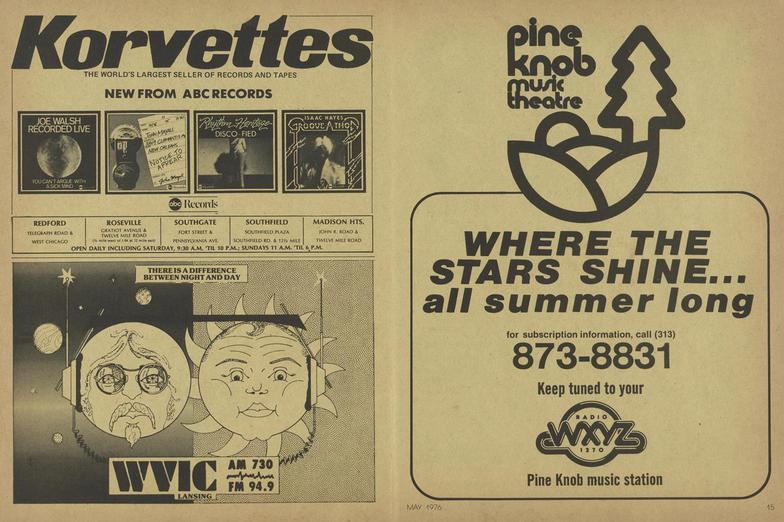 Korvettes
THE WORLD'S LARGEST SELLER OF RECORDS AND TAPES
NEW FROM ABC RECORDS
JOE WALSH
RECORDED LIVE
YOU CAN'T ARGUE WITH
A SICK MIND
JOHN MAYALL
NEW ORLEANS
NOTICE TO
APPEAR
Rhythm Heritage
DISCO-FIED
ISAAC HAYES
GROOVE-A-THON
abc Records
REDFORD
TELEGRAPH ROAD &
WEST CHICAGO
ROSEVILLE
GRATIOT AVENUE &
TWELVE MILE ROAD
SOUTHGATE
FORT STREET &
PENNSYLVANIA AVE.
SOUTHFIELD
SOUTHFIELD PLAZA
SOUTHFIELD RD. & 12½ MILE
MADISON HTS.
JOHN R. ROAD &
TWELVE MILE ROAD
OPEN DAILY INCLUDING SATURDAY, 9:30 A.M. 'TIL 10 P.M.; SUNDAYS 11 A.M. 'TIL 6 P.M.
THERE IS A DIFFERENCE
BETWEEN NIGHT AND DAY
WVIC
LANSING
AM 730
FM 94.9
pine
knob
music
theatre
WHERE THE
STARS SHINE...
all summer long
for subscription information, call (313)
873-8831
Keep tuned to your
RADIO
WXYZ
1270
Pine Knob music station
MAY 1976
15